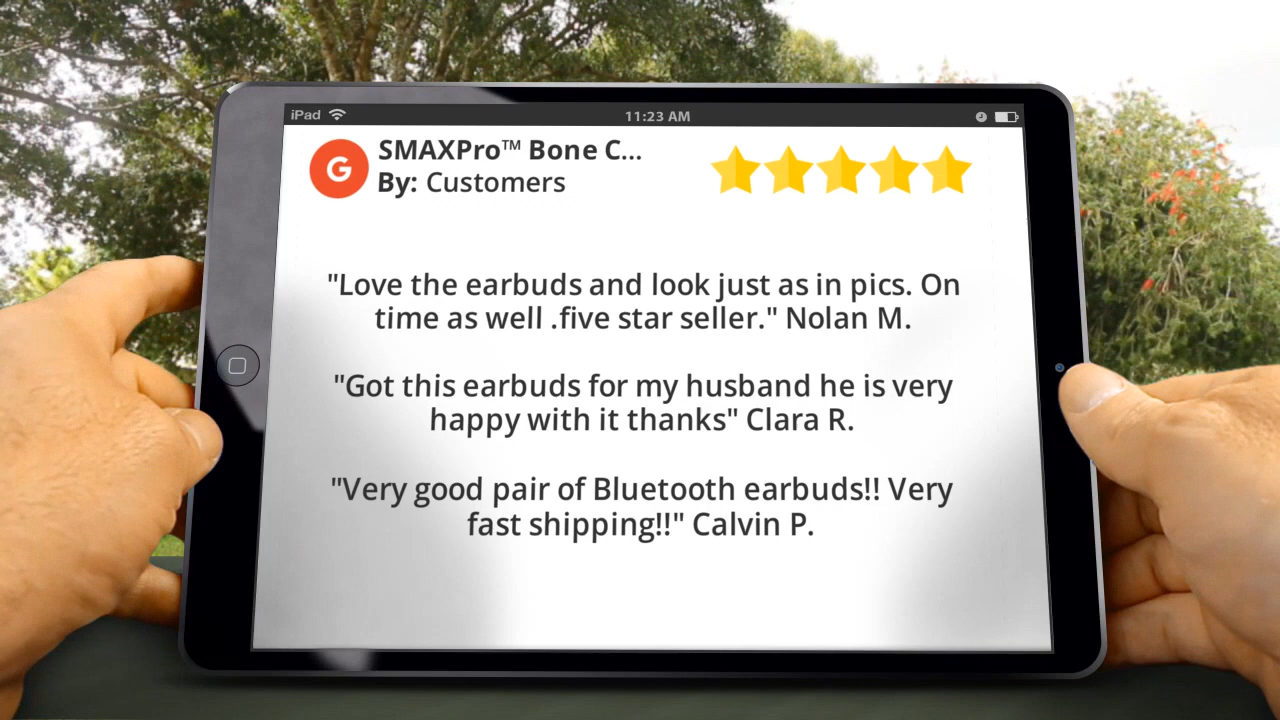 iPad 11:23 AM
G SMAXPro™ Bone C...
By: Customers
"Love the earbuds and look just as in pics. On
time as well .five star seller." Nolan M.
"Got this earbuds for my husband he is very
happy with it thanks" Clara R.
"Very good pair of Bluetooth earbuds!! Very
fast shipping!!" Calvin P.